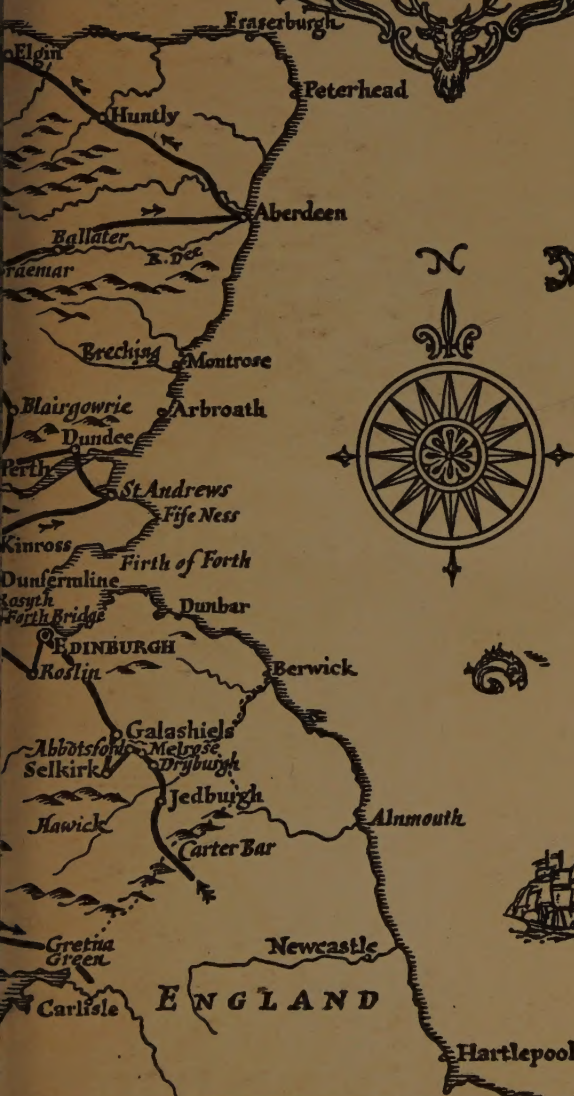 Fraserburgh
Elgin
Peterhead
Huntly
Aberdeen
Ballater
R. Dee
raemar
N
Breching
Montrose
Blairgowrie
Arbroath
Dundee
Perth
St Andrews
Fife Ness
Kinross
Firth of Forth
Dunfermline
Rosyth
Forth Bridge
Dunbar
EDINBURGH
Roslin
Berwick
Galashiels
Abbotsford
Melrose
Selkirk
Dryburgh
Jedburgh
Hawick
Alnmouth
Carter Bar
Gretna
Green
Newcastle
ENGLAND
Carlisle
Hartlepool